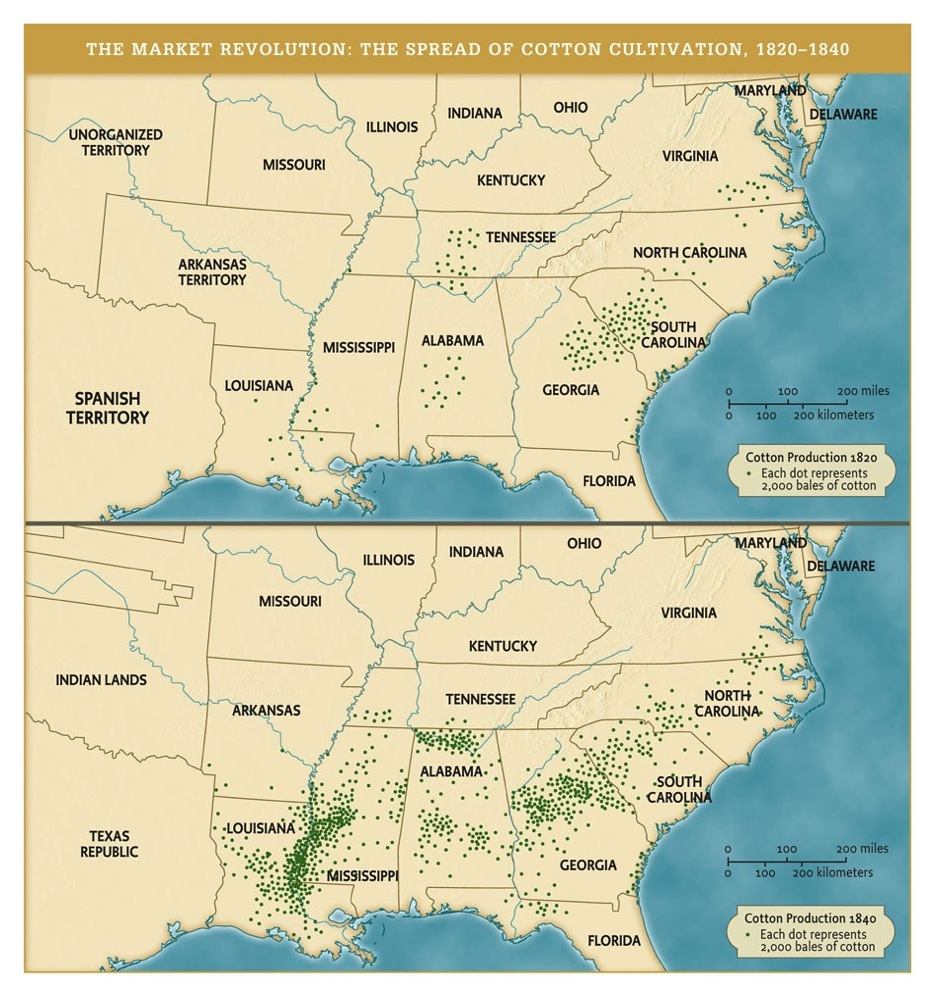 THE MARKET REVOLUTION: THE SPREAD OF COTTON CULTIVATION, 1820–1840
MARYLAND
DELAWARE
OHIO
INDIANA
ILLINOIS
UNORGANIZED
TERRITORY
MISSOURI
VIRGINIA
KENTUCKY
TENNESSEE
NORTH CAROLINA
ARKANSAS
TERRITORY
MISSISSIPPI
ALABAMA
SOUTH
CAROLINA
LOUISIANA
GEORGIA
SPANISH
TERRITORY
0 100 200 miles
0 100 200 kilometers
Cotton Production 1820
Each dot represents
2,000 bales of cotton
FLORIDA
MARYLAND
DELAWARE
OHIO
INDIANA
ILLINOIS
MISSOURI
VIRGINIA
KENTUCKY
INDIAN LANDS
TENNESSEE
NORTH
CAROLINA
ARKANSAS
ALABAMA
SOUTH
CAROLINA
LOUISIANA
TEXAS
REPUBLIC
GEORGIA
MISSISSIPPI
0 100 200 miles
0 100 200 kilometers
Cotton Production 1840
Each dot represents
2,000 bales of cotton
FLORIDA